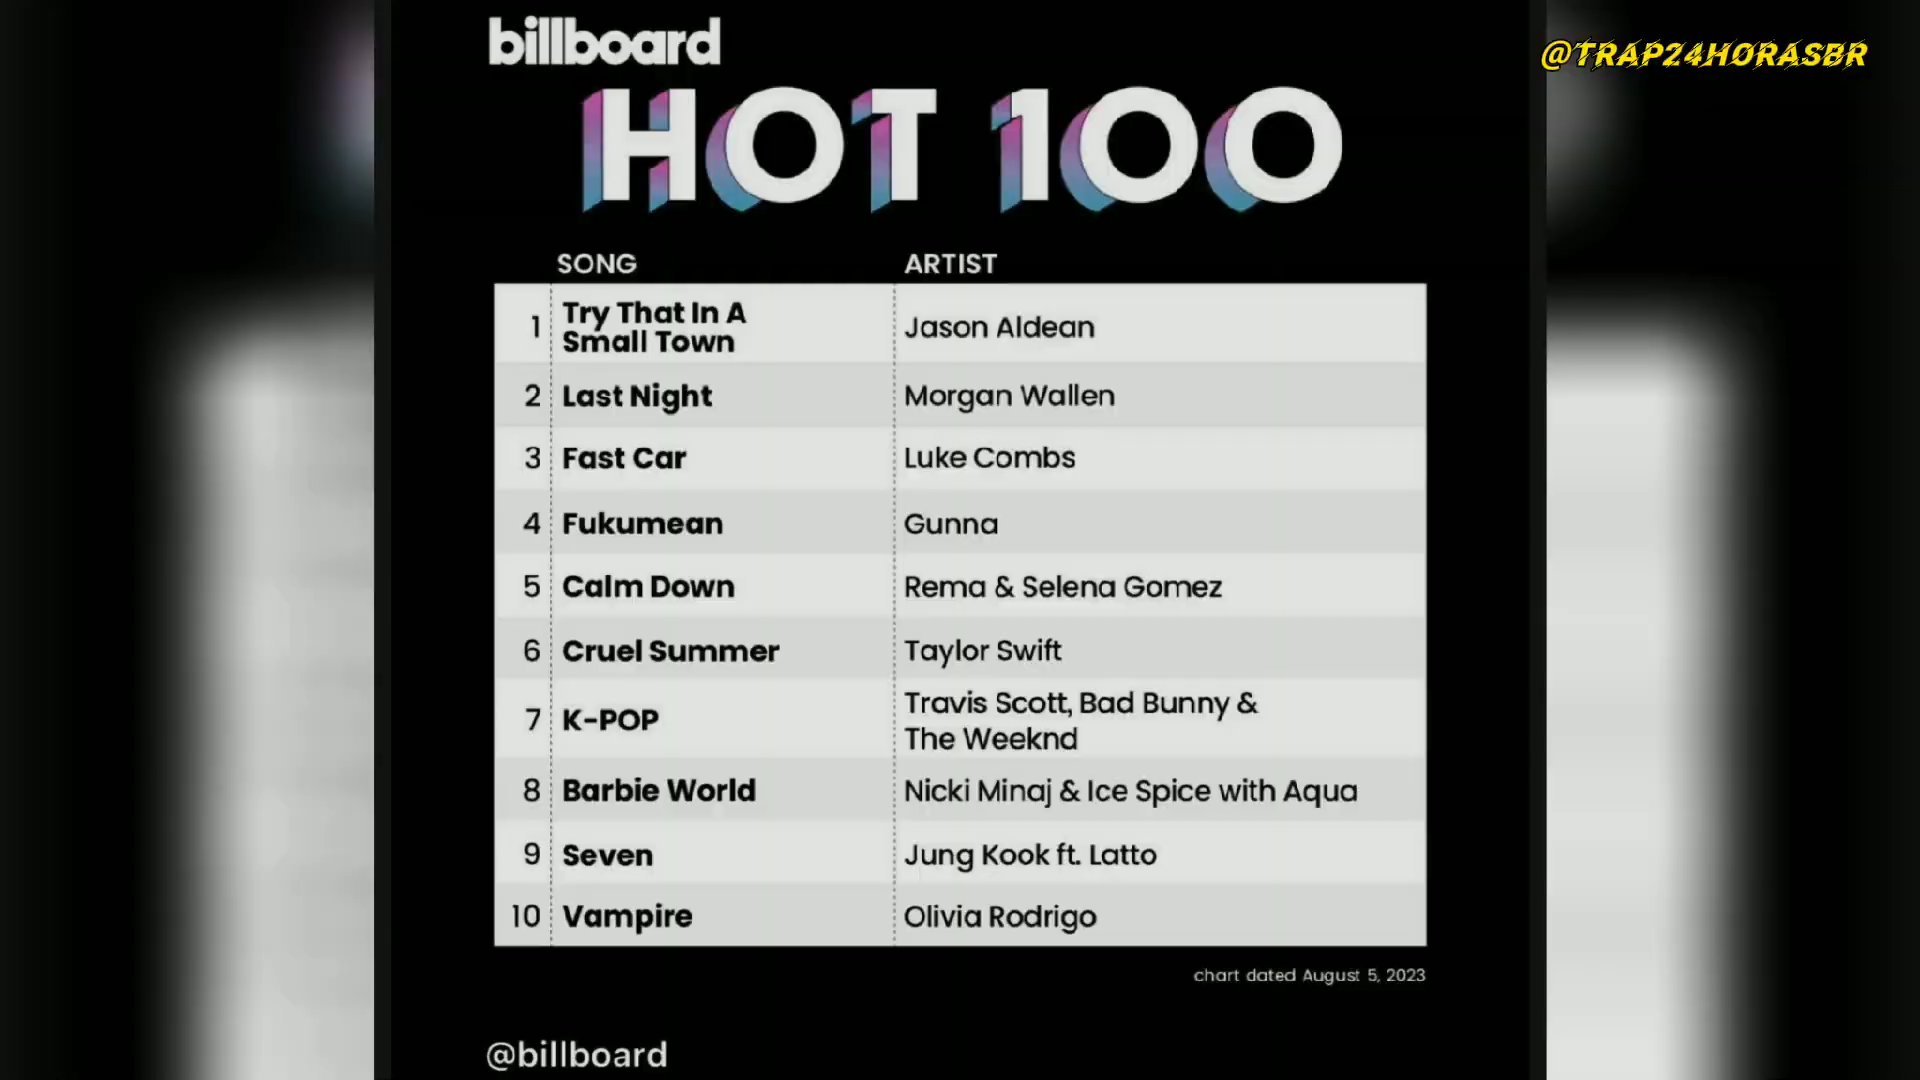 billboard
@TRAP24HORASBR
HOT 100
SONG ARTIST
1 Try That In A Small Town Jason Aldean
2 Last Night Morgan Wallen
3 Fast Car Luke Combs
4 Fukumean Gunna
5 Calm Down Rema & Selena Gomez
6 Cruel Summer Taylor Swift
7 K-POP Travis Scott, Bad Bunny &
The Weeknd
8 Barbie World Nicki Minaj & Ice Spice with Aqua
9 Seven Jung Kook ft. Latto
10 Vampire Olivia Rodrigo
chart dated August 5, 2023
@billboard